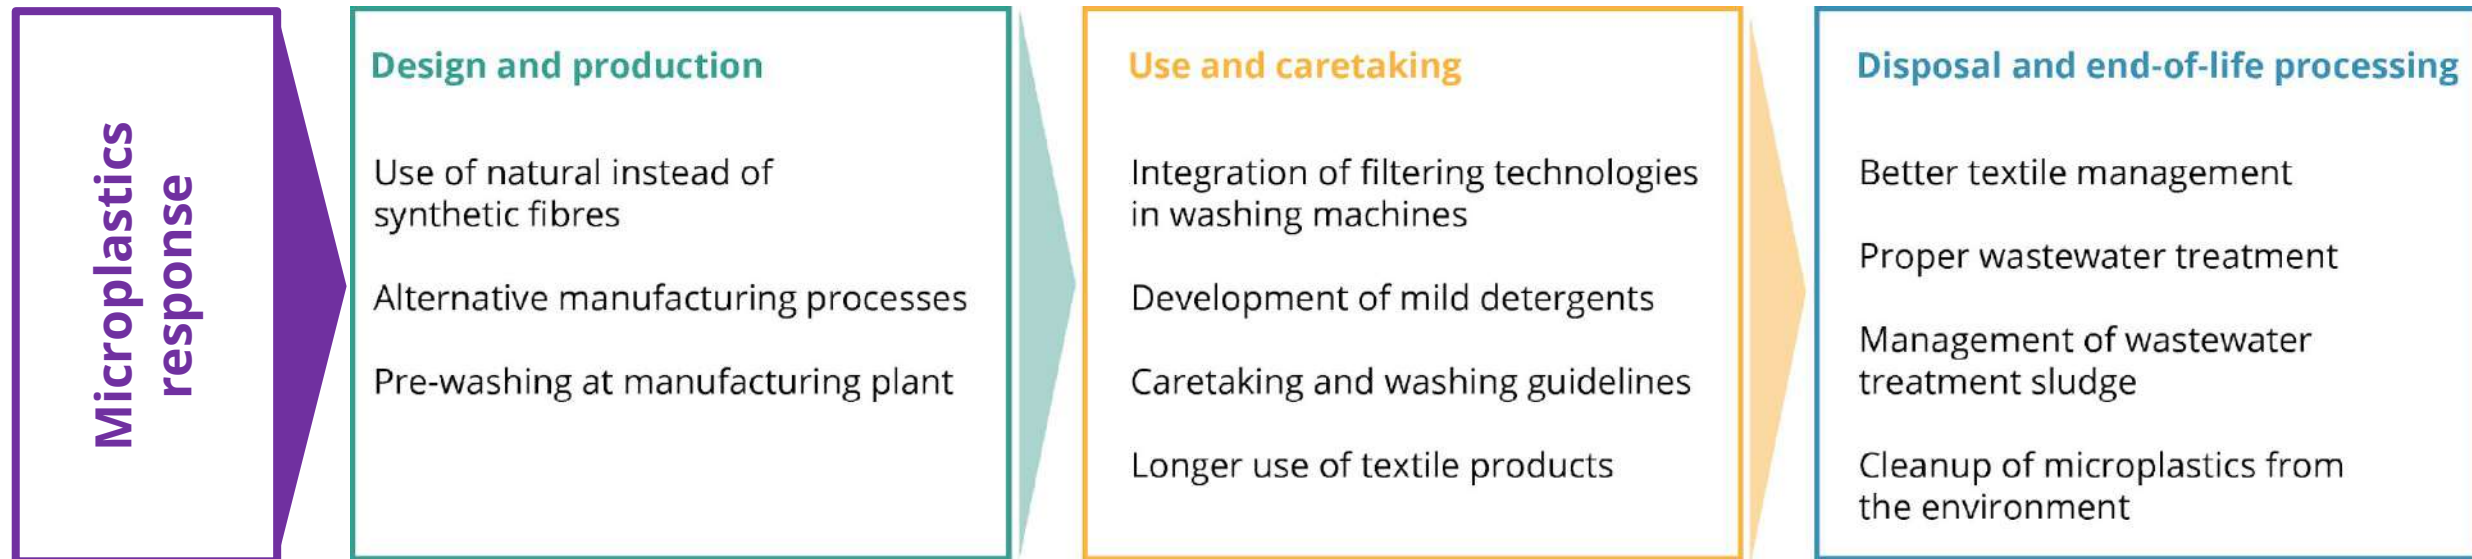 Microplastics
response
Design and production
Use of natural instead of
synthetic fibres
Alternative manufacturing processes
Pre-washing at manufacturing plant
Use and caretaking
Integration of filtering technologies
in washing machines
Development of mild detergents
Caretaking and washing guidelines
Longer use of textile products
Disposal and end-of-life processing
Better textile management
Proper wastewater treatment
Management of wastewater
treatment sludge
Cleanup of microplastics from
the environment